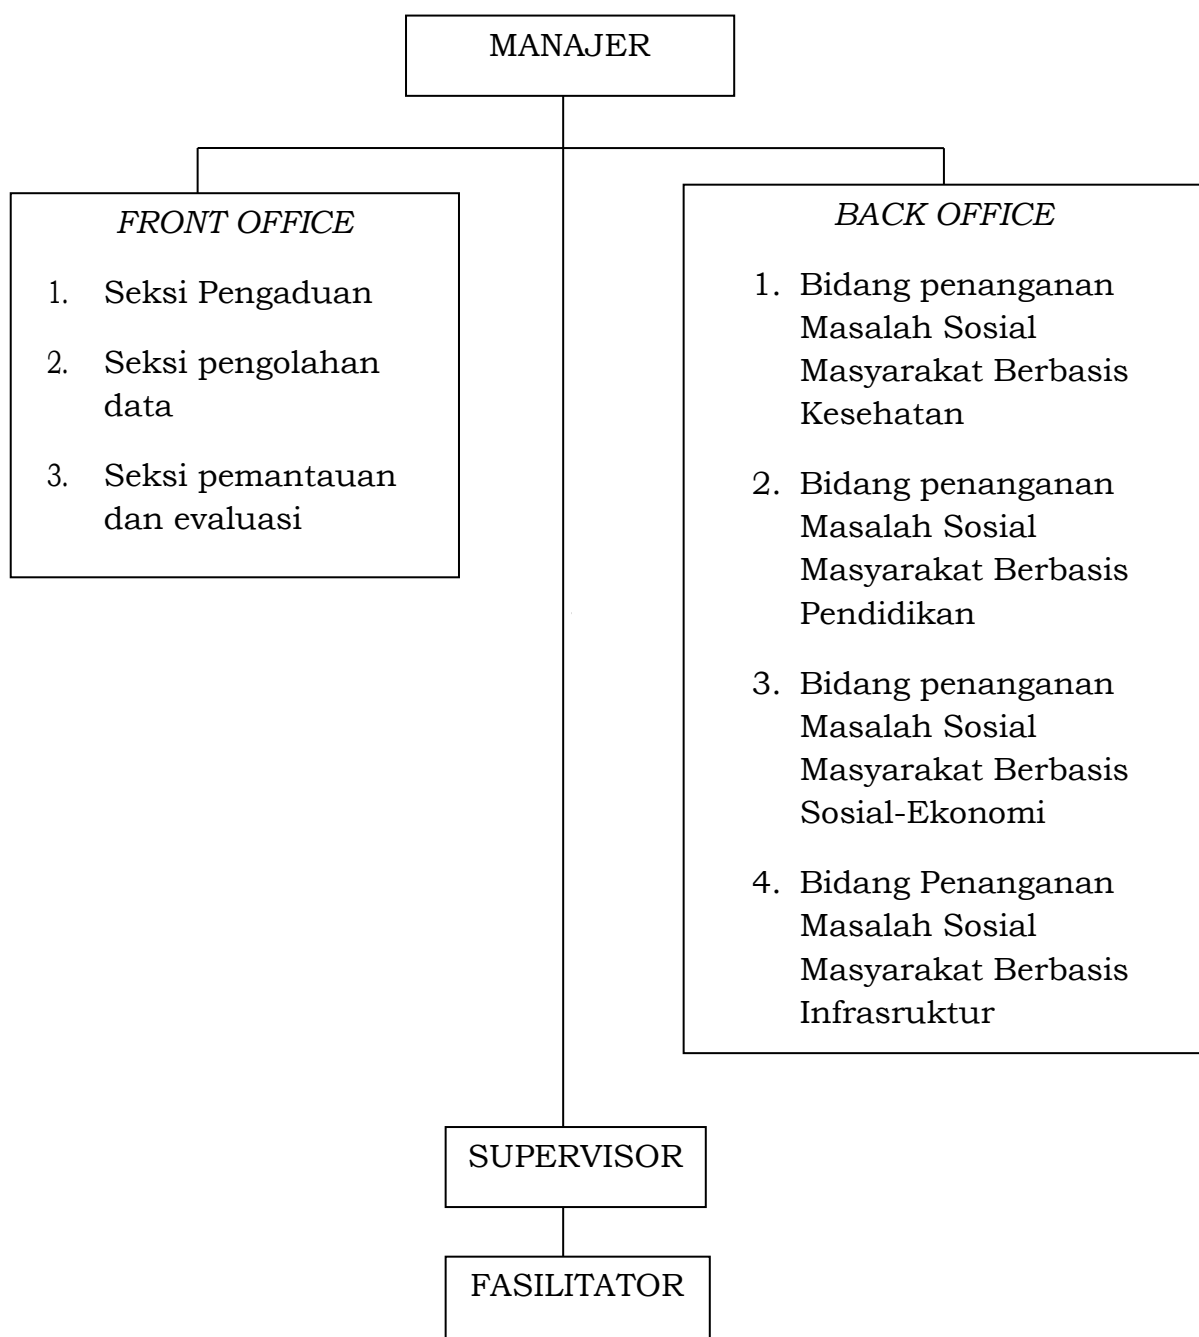 MANAJER
FRONT OFFICE
1. Seksi Pengaduan
2. Seksi pengolahan
data
3. Seksi pemantauan
dan evaluasi
BACK OFFICE
1. Bidang penanganan
Masalah Sosial
Masyarakat Berbasis
Kesehatan
2. Bidang penanganan
Masalah Sosial
Masyarakat Berbasis
Pendidikan
3. Bidang penanganan
Masalah Sosial
Masyarakat Berbasis
Sosial-Ekonomi
4. Bidang Penanganan
Masalah Sosial
Masyarakat Berbasis
Infrasruktur
SUPERVISOR
FASILITATOR